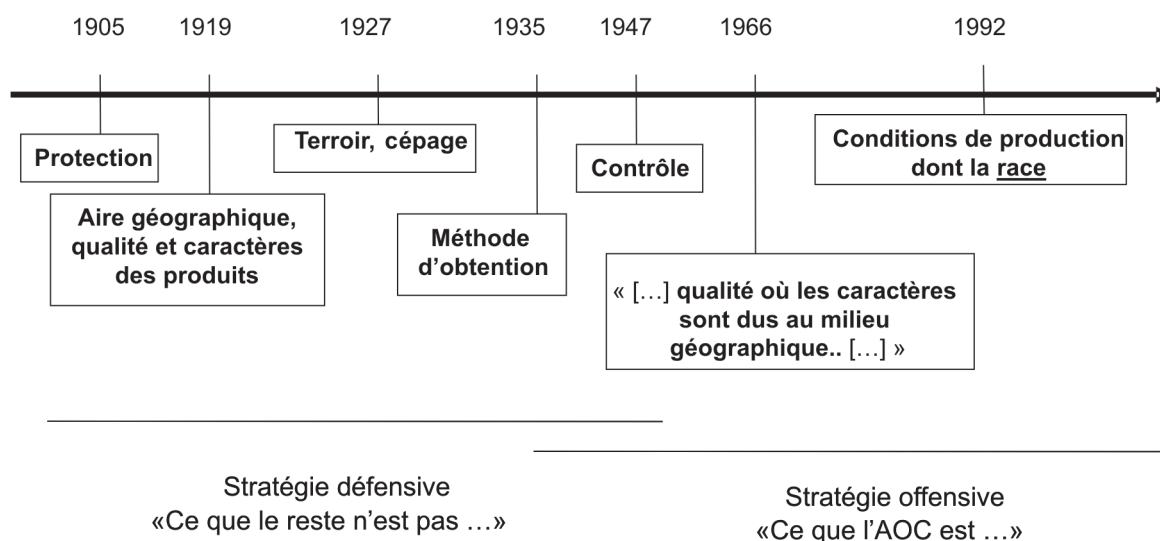 1905 1919 1927 1935 1947 1966 1992
Protection
Aire géographique,
qualité et caractères
des produits
Terroir, cépage
Méthode
d’obtention
Contrôle
« […] qualité où les caractères
sont dus au milieu
géographique.. […] »
Conditions de production
dont la race
Stratégie défensive
«Ce que le reste n’est pas …»
Stratégie offensive
«Ce que l’AOC est …»